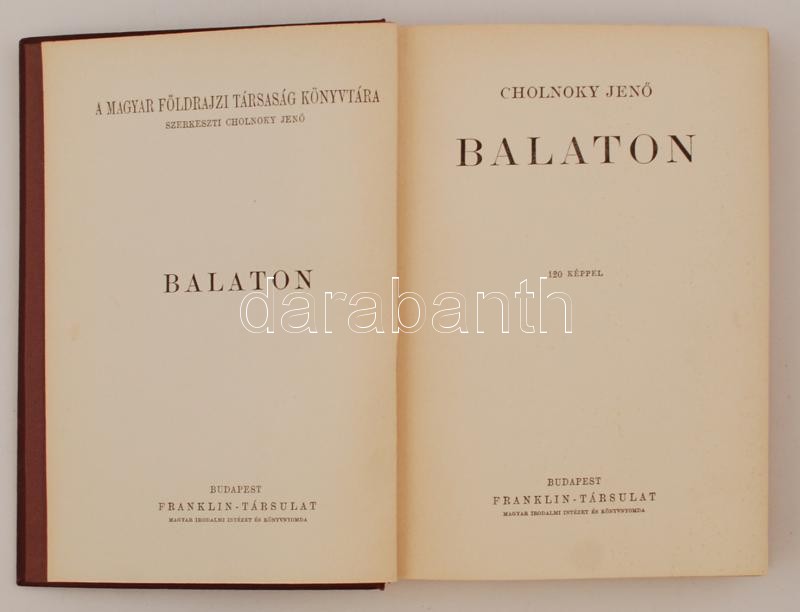 A MAGYAR FÖLDRAJZI TÁRSASÁG KÖNYVTÁRA
SZERKESZTI CHOLNOKY JENŐ
BALATON
BUDAPEST
FRANKLIN-TÁRSULAT
MAGYAR IRODALMI INTÉZET ÉS KÖNYVNYOMDA
CHOLNOKY JENŐ
BALATON
120 KÉPPEL
BUDAPEST
FRANKLIN-TÁRSULAT
MAGYAR IRODALMI INTÉZET ÉS KÖNYVNYOMDA
darabanth